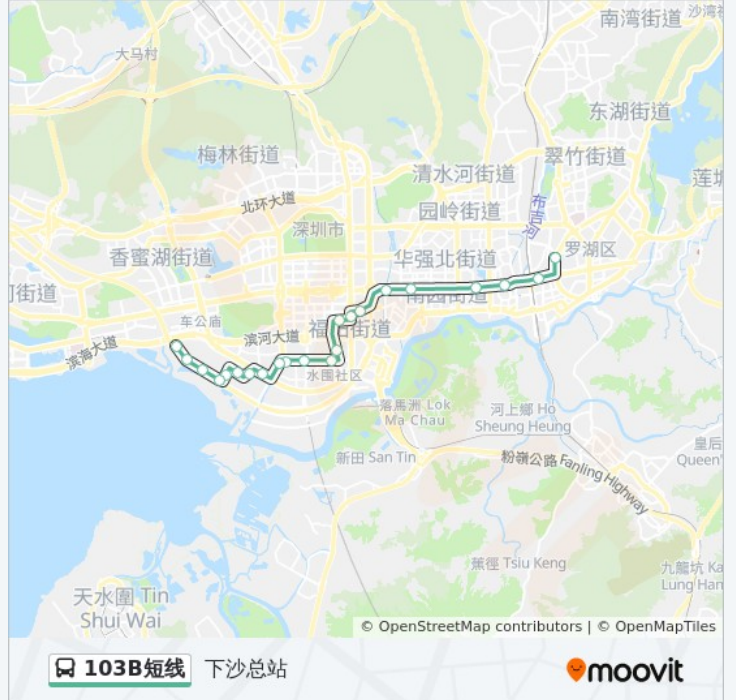 南湾街道
沙湾
大马村
东湖街道
梅林街道
翠竹街道
清水河街道
莲塘
北环大道
园岭街道
布吉河
深圳市
罗湖区
香蜜湖街道
华强北街道
街道
南园街道
车公庙
滨河大道
福田街道
滨海大道
水围社区
落馬洲 Lok
Ma Chau
河上鄉 Ho
Sheung Heung
新田 San Tin
粉嶺公路 Fanling Highway
皇后
Queen'
蕉徑 Tsiu Keng
九龍坑 Ka
Lung Han
天水圍 Tin
Shui Wai
© OpenStreetMap contributors | © OpenMapTiles
103B短线 下沙总站
moovit